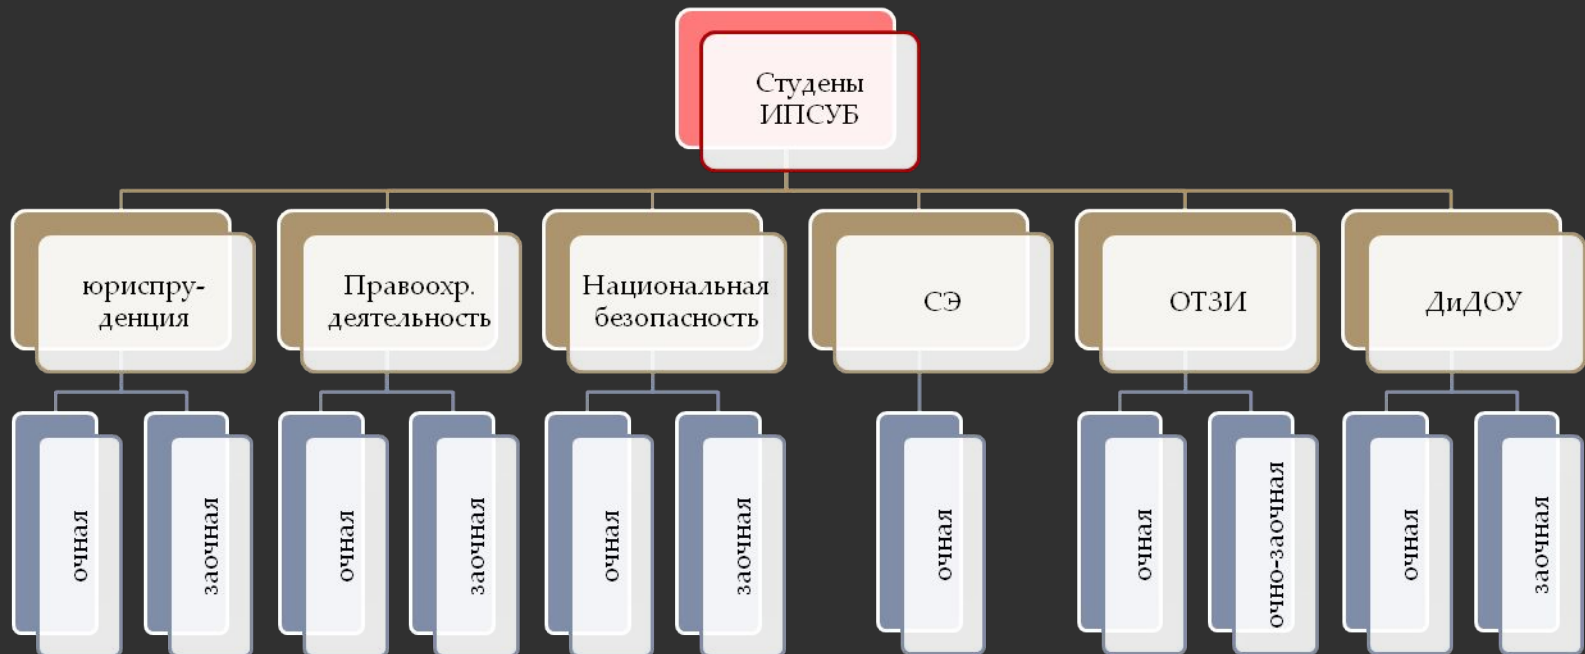 Студены
ИПСУБ
юриспру-
денция
Правоохр.
деятельность
Национальная
безопасность
СЭ
ОТЗИ
ДиДОУ
очная
заочная
очная
заочная
очная
заочная
очная
очная
очно-заочная
очная
заочная